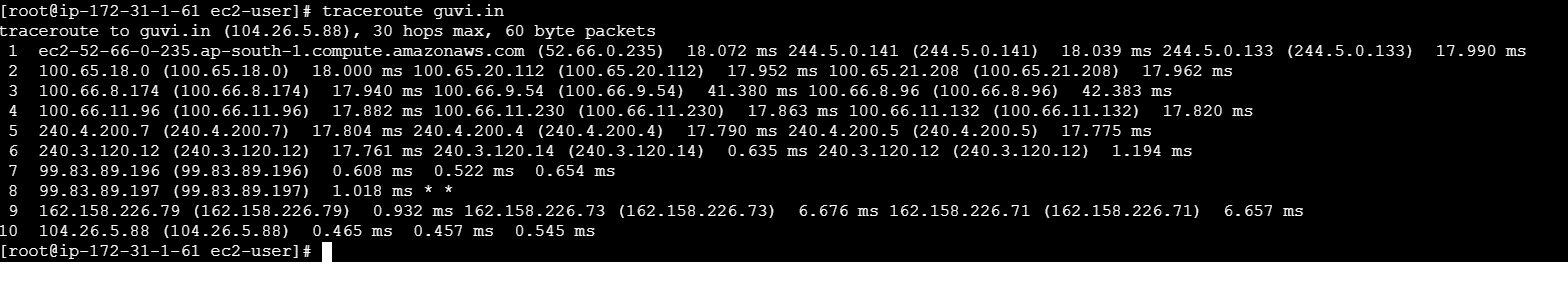 [root@ip-172-31-1-61 ec2-user]# traceroute guvi.in
traceroute to guvi.in (104.26.5.88), 30 hops max, 60 byte packets
 1  ec2-52-66-0-235.ap-south-1.compute.amazonaws.com (52.66.0.235)  18.072 ms 244.5.0.141 (244.5.0.141)  18.039 ms 244.5.0.133 (244.5.0.133)  17.990 ms
 2  100.65.18.0 (100.65.18.0)  18.000 ms 100.65.20.112 (100.65.20.112)  17.952 ms 100.65.21.208 (100.65.21.208)  17.962 ms
 3  100.66.8.174 (100.66.8.174)  17.940 ms 100.66.9.54 (100.66.9.54)  41.380 ms 100.66.8.96 (100.66.8.96)  42.383 ms
 4  100.66.11.96 (100.66.11.96)  17.882 ms 100.66.11.230 (100.66.11.230)  17.863 ms 100.66.11.132 (100.66.11.132)  17.820 ms
 5  240.4.200.7 (240.4.200.7)  17.804 ms 240.4.200.4 (240.4.200.4)  17.790 ms 240.4.200.5 (240.4.200.5)  17.775 ms
 6  240.3.120.12 (240.3.120.12)  17.761 ms 240.3.120.14 (240.3.120.14)  0.635 ms 240.3.120.12 (240.3.120.12)  1.194 ms
 7  99.83.89.196 (99.83.89.196)  0.608 ms  0.522 ms  0.654 ms
 8  99.83.89.197 (99.83.89.197)  1.018 ms * *
 9  162.158.226.79 (162.158.226.79)  0.932 ms 162.158.226.73 (162.158.226.73)  6.676 ms 162.158.226.71 (162.158.226.71)  6.657 ms
10  104.26.5.88 (104.26.5.88)  0.465 ms  0.457 ms  0.545 ms
[root@ip-172-31-1-61 ec2-user]#